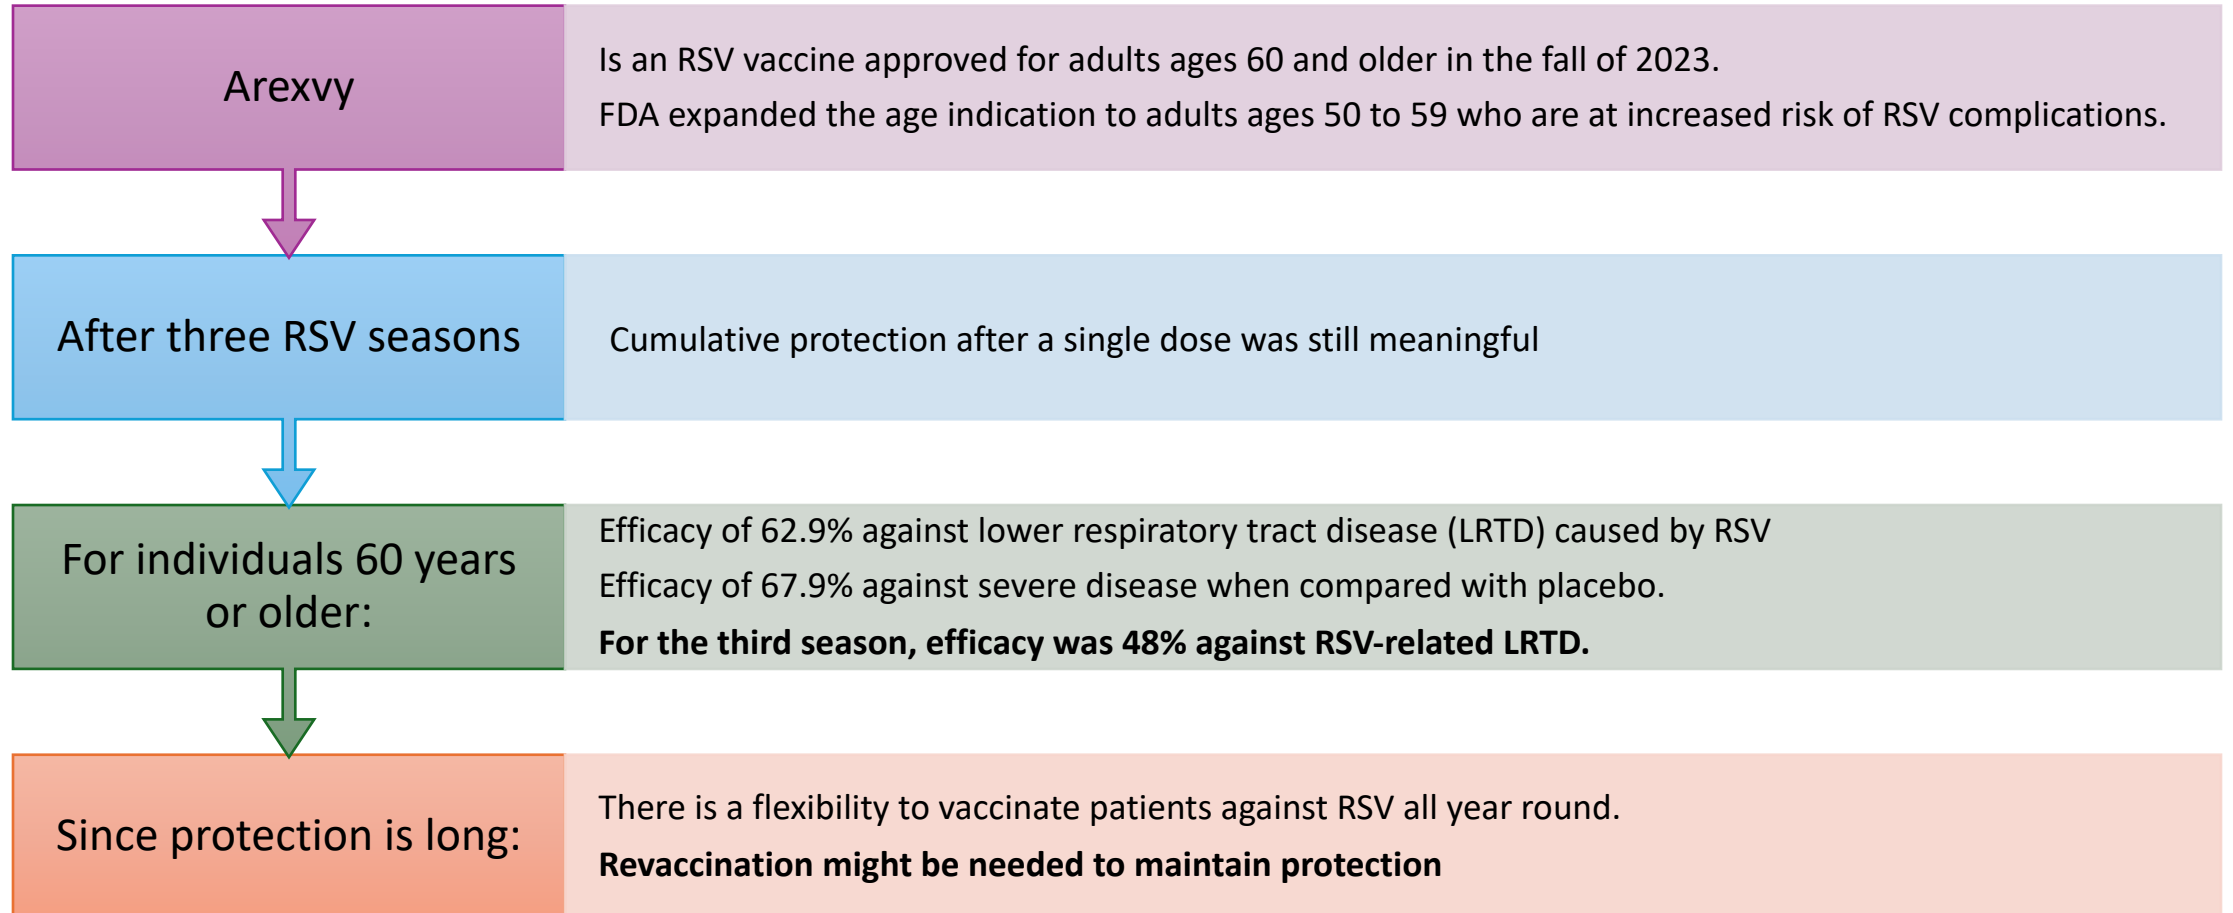 Arexvy
Is an RSV vaccine approved for adults ages 60 and older in the fall of 2023.
FDA expanded the age indication to adults ages 50 to 59 who are at increased risk of RSV complications.
After three RSV seasons
Cumulative protection after a single dose was still meaningful
For individuals 60 years
or older:
Efficacy of 62.9% against lower respiratory tract disease (LRTD) caused by RSV
Efficacy of 67.9% against severe disease when compared with placebo.
For the third season, efficacy was 48% against RSV-related LRTD.
Since protection is long:
There is a flexibility to vaccinate patients against RSV all year round.
Revaccination might be needed to maintain protection